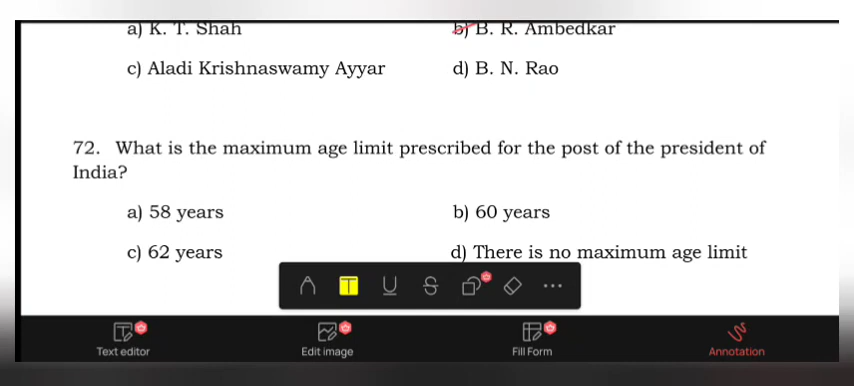 a) K. T. Shah b) B. R. Ambedkar
c) Aladi Krishnaswamy Ayyar d) B. N. Rao
72. What is the maximum age limit prescribed for the post of the president of
India?
a) 58 years b) 60 years
c) 62 years d) There is no maximum age limit
T U S ...
Text editor Edit image Fill Form Annotation